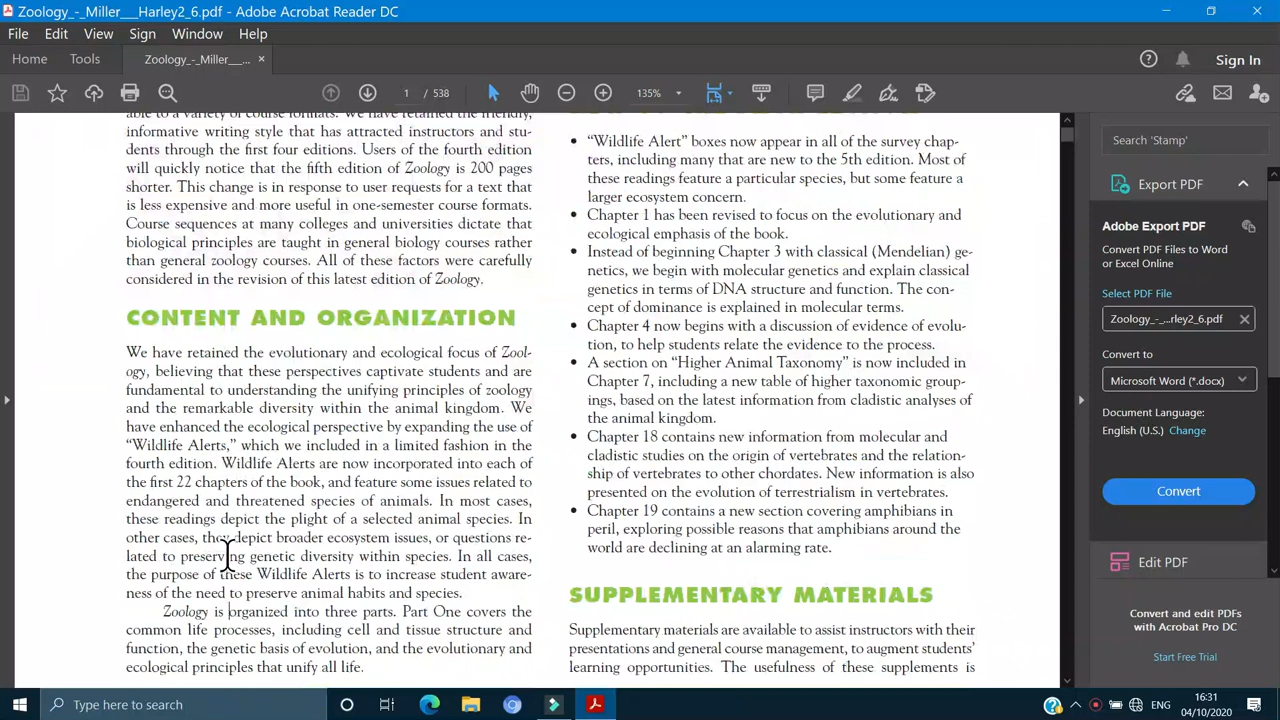 Zoology_-_Miller___Harley2_6.pdf - Adobe Acrobat Reader DC
File Edit View Sign Window Help
Home Tools Zoology_-_Miller___... ×
Sign In
1 / 538 135%
able to a variety of course formats. We have retained the friendly,
informative writing style that has attracted instructors and stu-
dents through the first four editions. Users of the fourth edition
will quickly notice that the fifth edition of Zoology is 200 pages
shorter. This change is in response to user requests for a text that
is less expensive and more useful in one-semester course formats.
Course sequences at many colleges and universities dictate that
biological principles are taught in general biology courses rather
than general zoology courses. All of these factors were carefully
considered in the revision of this latest edition of Zoology.
CONTENT AND ORGANIZATION
We have retained the evolutionary and ecological focus of Zool-
ogy, believing that these perspectives captivate students and are
fundamental to understanding the unifying principles of zoology
and the remarkable diversity within the animal kingdom. We
have enhanced the ecological perspective by expanding the use of
“Wildlife Alerts,” which we included in a limited fashion in the
fourth edition. Wildlife Alerts are now incorporated into each of
the first 22 chapters of the book, and feature some issues related to
endangered and threatened species of animals. In most cases,
these readings depict the plight of a selected animal species. In
other cases, they depict broader ecosystem issues, or questions re-
lated to preserving genetic diversity within species. In all cases,
the purpose of these Wildlife Alerts is to increase student aware-
ness of the need to preserve animal habits and species.
Zoology is organized into three parts. Part One covers the
common life processes, including cell and tissue structure and
function, the genetic basis of evolution, and the evolutionary and
ecological principles that unify all life.
• “Wildlife Alert” boxes now appear in all of the survey chap-
ters, including many that are new to the 5th edition. Most of
these readings feature a particular species, but some feature a
larger ecosystem concern.
• Chapter 1 has been revised to focus on the evolutionary and
ecological emphasis of the book.
• Instead of beginning Chapter 3 with classical (Mendelian) ge-
netics, we begin with molecular genetics and explain classical
genetics in terms of DNA structure and function. The con-
cept of dominance is explained in molecular terms.
• Chapter 4 now begins with a discussion of evidence of evolu-
tion, to help students relate the evidence to the process.
• A section on “Higher Animal Taxonomy” is now included in
Chapter 7, including a new table of higher taxonomic group-
ings, based on the latest information from cladistic analyses of
the animal kingdom.
• Chapter 18 contains new information from molecular and
cladistic studies on the origin of vertebrates and the relation-
ship of vertebrates to other chordates. New information is also
presented on the evolution of terrestrialism in vertebrates.
• Chapter 19 contains a new section covering amphibians in
peril, exploring possible reasons that amphibians around the
world are declining at an alarming rate.
SUPPLEMENTARY MATERIALS
Supplementary materials are available to assist instructors with their
presentations and general course management, to augment students’
learning opportunities. The usefulness of these supplements is
Search 'Stamp'
Export PDF
Adobe Export PDF
Convert PDF Files to Word
or Excel Online
Select PDF File
Zoology_-_...rley2_6.pdf
Convert to
Microsoft Word (*.docx)
Document Language:
English (U.S.) Change
Convert
Edit PDF
Convert and edit PDFs
with Acrobat Pro DC
Start Free Trial
Type here to search
ENG
16:31
04/10/2020